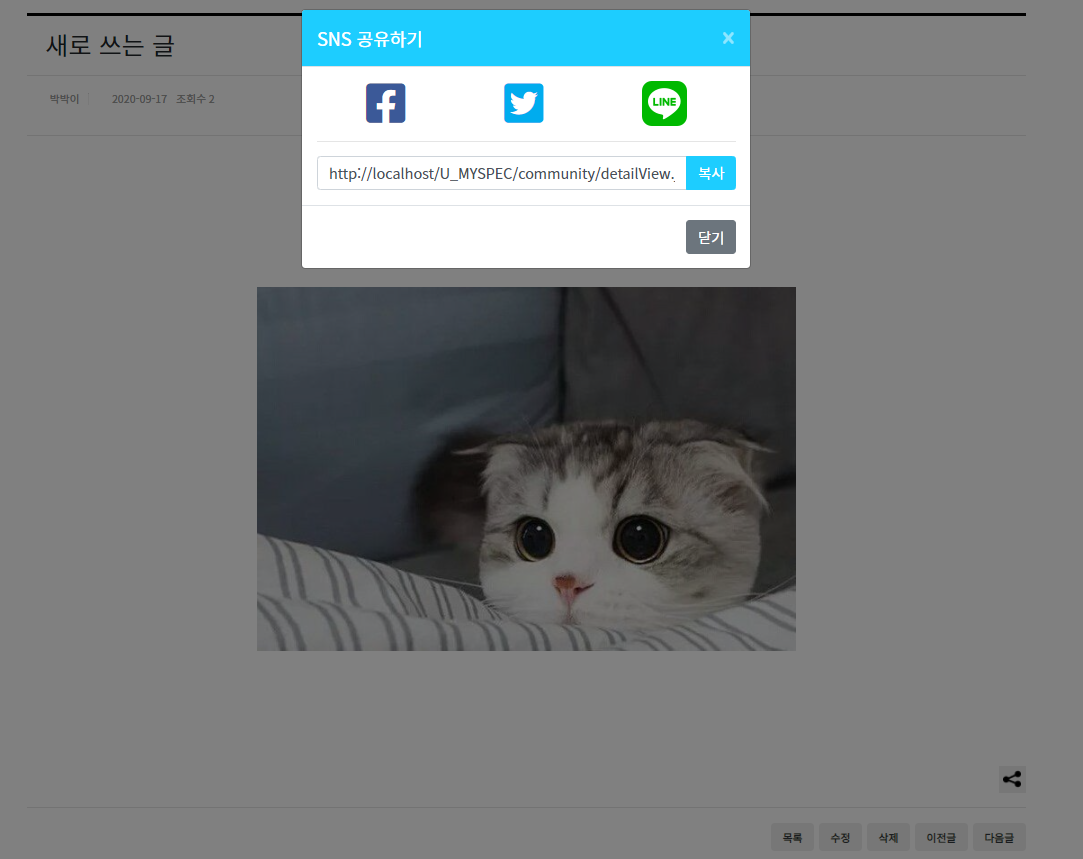 새로 쓰는 글
박박이
2020-09-17 조회수 2
SNS 공유하기 ×
LINE
http://localhost/U_MYSPEC/community/detailView. 복사
닫기
목록 수정 삭제 이전글 다음글